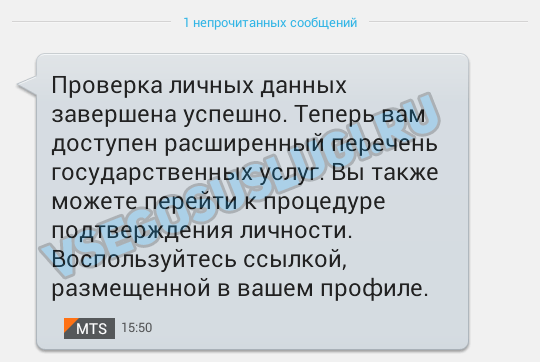 1 непрочитанных сообщений
Проверка личных данных
завершена успешно. Теперь вам
доступен расширенный перечень
государственных услуг. Вы также
можете перейти к процедуре
подтверждения личности.
Воспользуйтесь ссылкой,
размещенной в вашем профиле.
MTS 15:50
VSEGOSUSLUGI.RU